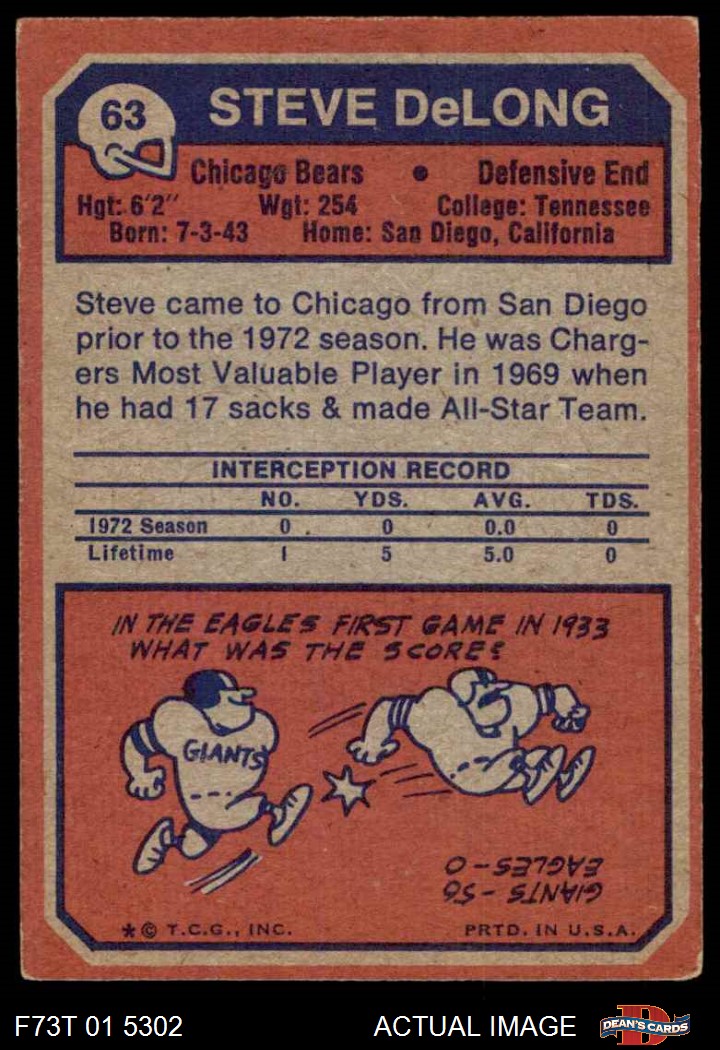 63
STEVE DeLONG
Chicago Bears • Defensive End
Hgt: 6'2" Wgt: 254 College: Tennessee
Born: 7-3-43 Home: San Diego, California
Steve came to Chicago from San Diego
prior to the 1972 season. He was Charg-
ers Most Valuable Player in 1969 when
he had 17 sacks & made All-Star Team.
INTERCEPTION RECORD
NO. YDS. AVG. TDS.
1972 Season 0 0 0.0 0
Lifetime 1 5 5.0 0
IN THE EAGLES FIRST GAME IN 1933
WHAT WAS THE SCORE?
GIANTS
GIANTS - 56
EAGLES - 0
*© T.C.G., INC. PRTD. IN U.S.A.
F73T 01 5302 ACTUAL IMAGE D DEAN'S CARDS